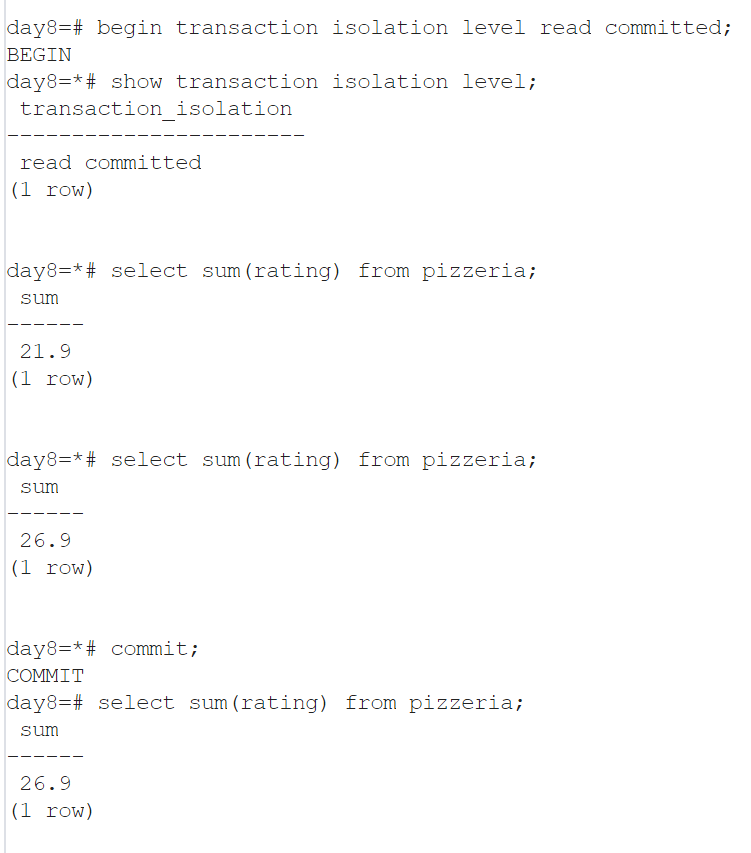 day8=# begin transaction isolation level read committed;
BEGIN
day8=*# show transaction isolation level;
 transaction_isolation
-----------------------
 read committed
(1 row)
day8=*# select sum(rating) from pizzeria;
 sum
------
 21.9
(1 row)
day8=*# select sum(rating) from pizzeria;
 sum
------
 26.9
(1 row)
day8=*# commit;
COMMIT
day8=# select sum(rating) from pizzeria;
 sum
------
 26.9
(1 row)